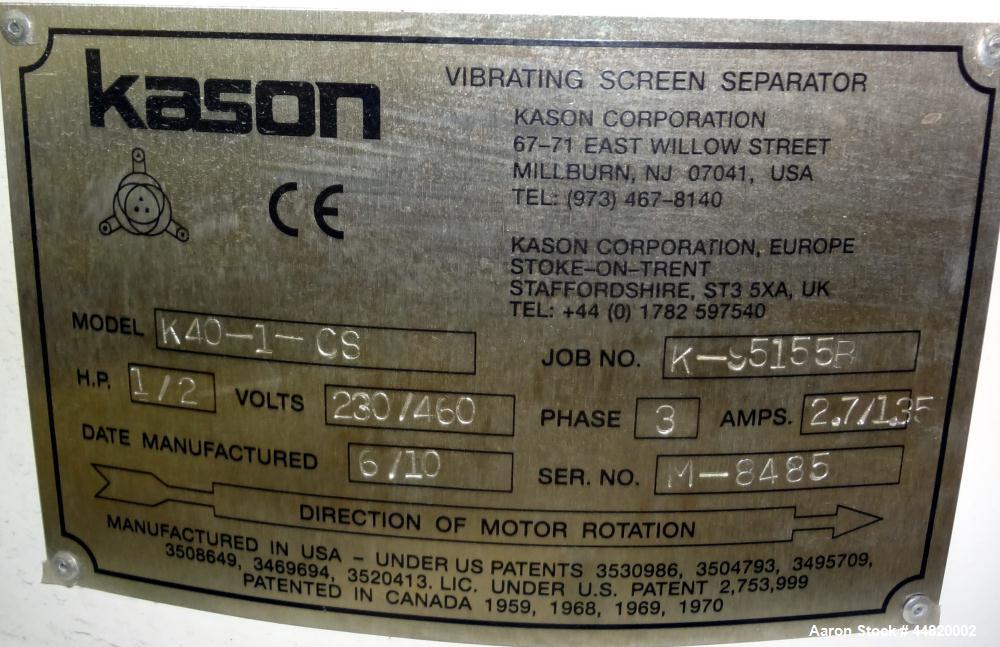 kason
VIBRATING SCREEN SEPARATOR
KASON CORPORATION
67-71 EAST WILLOW STREET
MILLBURN, NJ 07041, USA
TEL: (973) 467-8140
CE
KASON CORPORATION, EUROPE
STOKE-ON-TRENT
STAFFORDSHIRE, ST3 5XA, UK
TEL: +44 (0) 1782 597540
MODEL K40-1-CS
JOB NO.
H.P. 1/2 VOLTS 230/460 PHASE 3 AMPS. 2.7/1.35
DATE MANUFACTURED 6/10 SER. NO. M-8485
DIRECTION OF MOTOR ROTATION
MANUFACTURED IN USA - UNDER US PATENTS 3530986, 3504793, 3495709,
3508649, 3469694, 3520413. LIC. UNDER U.S. PATENT 2,753,999
PATENTED IN CANADA 1959, 1968, 1969, 1970
Aaron Stock # 44820002